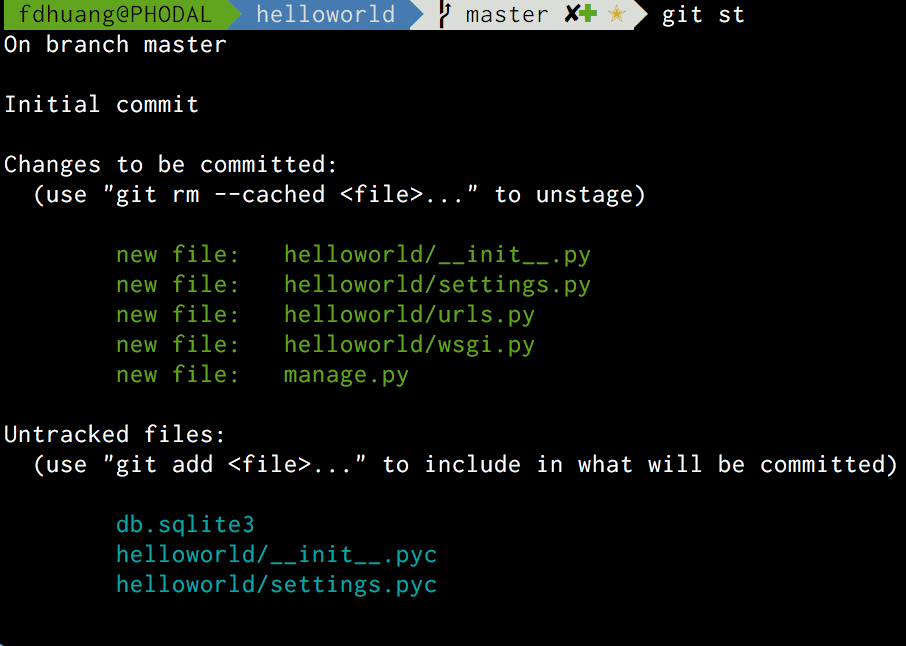 fdhuang@PHODAL helloworld master ✘✚ ★ git st
On branch master
Initial commit
Changes to be committed:
(use "git rm --cached <file>..." to unstage)
new file: helloworld/__init__.py
new file: helloworld/settings.py
new file: helloworld/urls.py
new file: helloworld/wsgi.py
new file: manage.py
Untracked files:
(use "git add <file>..." to include in what will be committed)
db.sqlite3
helloworld/__init__.pyc
helloworld/settings.pyc